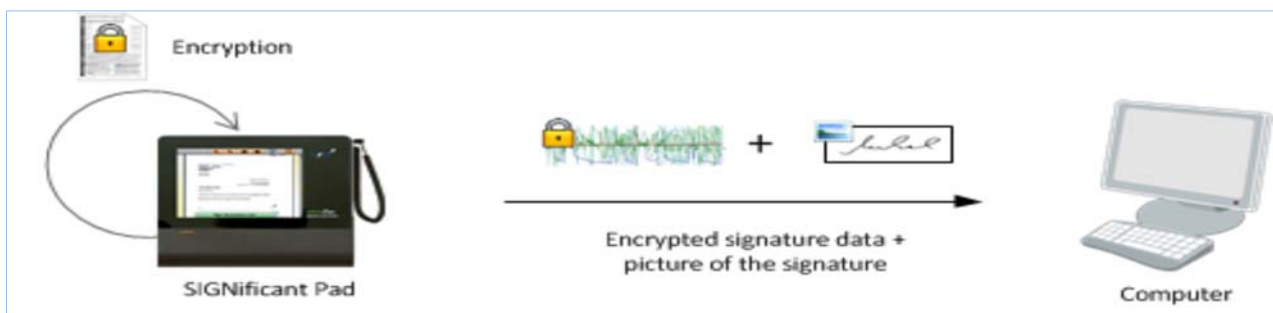 Encryption
+
Encrypted signature data +
picture of the signature
SIGNificant Pad
Computer